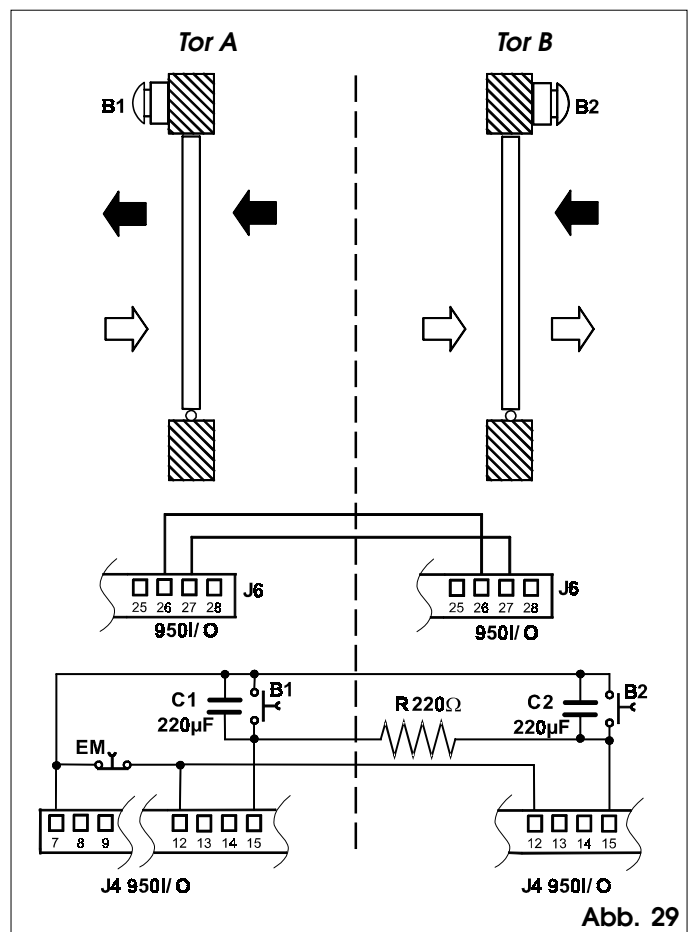 Tor A Tor B
B1 B2
25 26 27 28 J6 25 26 27 28 J6
950I/O 950I/O
C1 B1 R 220Ω C2 B2
220µF 220µF
EM
7 8 9 12 13 14 15 12 13 14 15
J4 950I/O J4 950I/O
Abb. 29